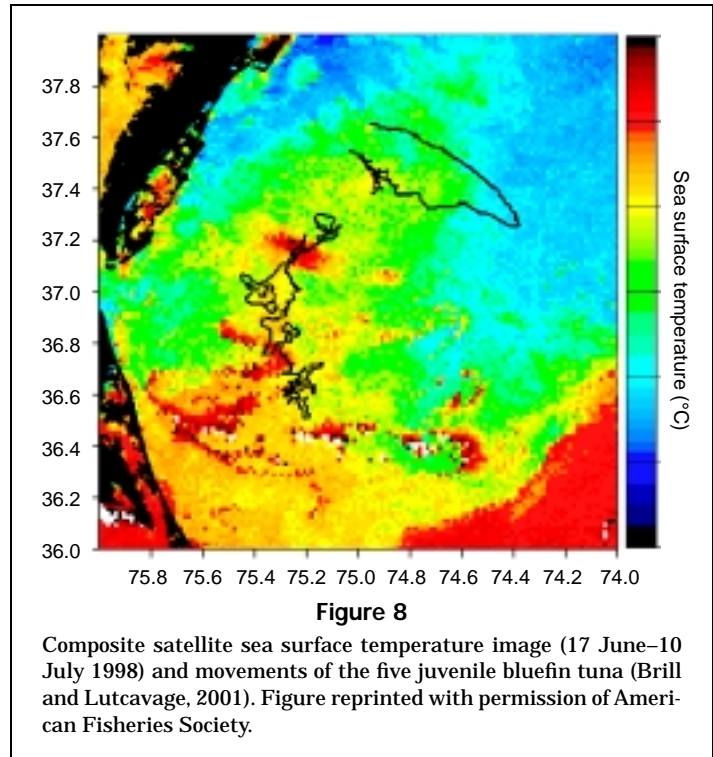 37.8
37.6
37.4
37.2
37.0
36.8
36.6
36.4
36.2
36.0
75.8 75.6 75.4 75.2 75.0 74.8 74.6 74.4 74.2 74.0
Sea surface temperature (°C)
Figure 8
Composite satellite sea surface temperature image (17 June–10
July 1998) and movements of the five juvenile bluefin tuna (Brill
and Lutcavage, 2001). Figure reprinted with permission of Ameri-
can Fisheries Society.